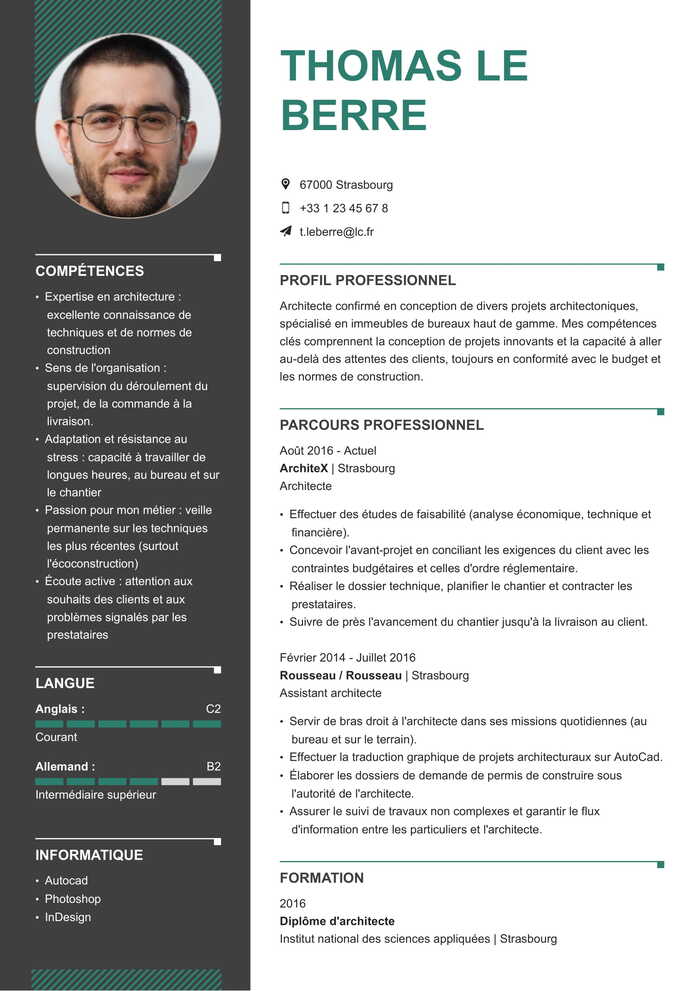 THOMAS LE
BERRE
67000 Strasbourg
+33 1 23 45 67 8
t.leberre@lc.fr
COMPÉTENCES
• Expertise en architecture :
excellente connaissance de
techniques et de normes de
construction
• Sens de l'organisation :
supervision du déroulement du
projet, de la commande à la
livraison.
• Adaptation et résistance au
stress : capacité à travailler de
longues heures, au bureau et sur
le chantier
• Passion pour mon métier : veille
permanente sur les techniques
les plus récentes (surtout
l'écoconstruction)
• Écoute active : attention aux
souhaits des clients et aux
problèmes signalés par les
prestataires
LANGUE
Anglais : C2
Courant
Allemand : B2
Intermédiaire supérieur
INFORMATIQUE
• Autocad
• Photoshop
• InDesign
PROFIL PROFESSIONNEL
Architecte confirmé en conception de divers projets architectoniques,
spécialisé en immeubles de bureaux haut de gamme. Mes compétences
clés comprennent la conception de projets innovants et la capacité à aller
au-delà des attentes des clients, toujours en conformité avec le budget et
les normes de construction.
PARCOURS PROFESSIONNEL
Août 2016 - Actuel
ArchiteX | Strasbourg
Architecte
• Effectuer des études de faisabilité (analyse économique, technique et
financière).
• Concevoir l'avant-projet en conciliant les exigences du client avec les
contraintes budgétaires et celles d'ordre réglementaire.
• Réaliser le dossier technique, planifier le chantier et contracter les
prestataires.
• Suivre de près l'avancement du chantier jusqu'à la livraison au client.
Février 2014 - Juillet 2016
Rousseau / Rousseau | Strasbourg
Assistant architecte
• Servir de bras droit à l'architecte dans ses missions quotidiennes (au
bureau et sur le terrain).
• Effectuer la traduction graphique de projets architecturaux sur AutoCad.
• Élaborer les dossiers de demande de permis de construire sous
l'autorité de l'architecte.
• Assurer le suivi de travaux non complexes et garantir le flux
d'information entre les particuliers et l'architecte.
FORMATION
2016
Diplôme d'architecte
Institut national des sciences appliquées | Strasbourg